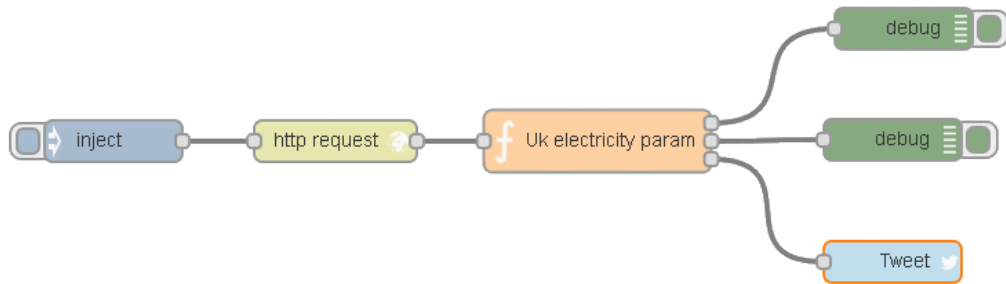 debug
inject
http request
Uk electricity param
debug
Tweet